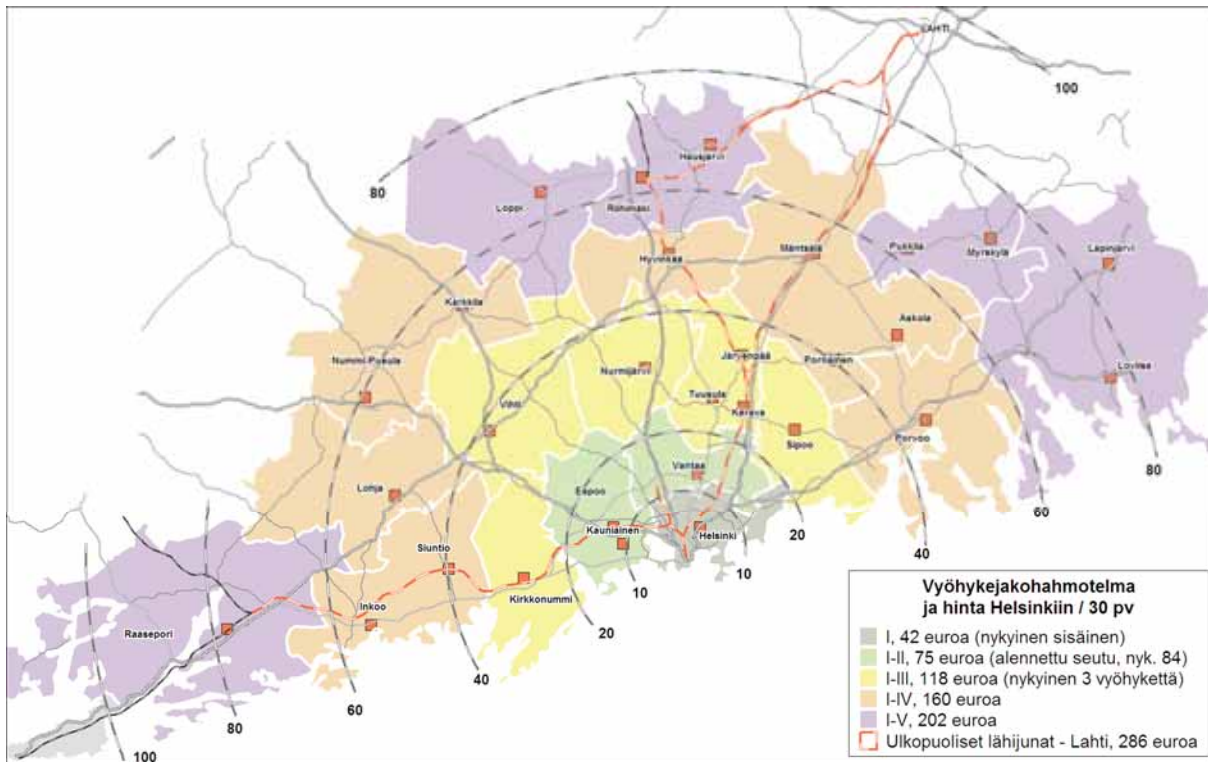 LAHTI
100
80
Hausjärvi
Loppi
Riihimäki
Hyvinkää
Mäntsälä
Pukkila
Myrskylä
Lapinjärvi
Karkkila
Askola
Nummi-Pusula
Järvenpää
Pornainen
Loviisa
Nurmijärvi
Tuusula
Kerava
Vihti
Sipoo
Porvoo
80
Vantaa
Lohja
Espoo
60
Kauniainen
Helsinki
20
40
Siuntio
10
10
Kirkkonummi
Inkoo
20
Raasepori
40
60
80
100
Vyöhykejakohahmotelma
ja hinta Helsinkiin / 30 pv
I, 42 euroa (nykyinen sisäinen)
I-II, 75 euroa (alennettu seutu, nyk. 84)
I-III, 118 euroa (nykyinen 3 vyöhykettä)
I-IV, 160 euroa
I-V, 202 euroa
Ulkopuoliset lähijunat - Lahti, 286 euroa